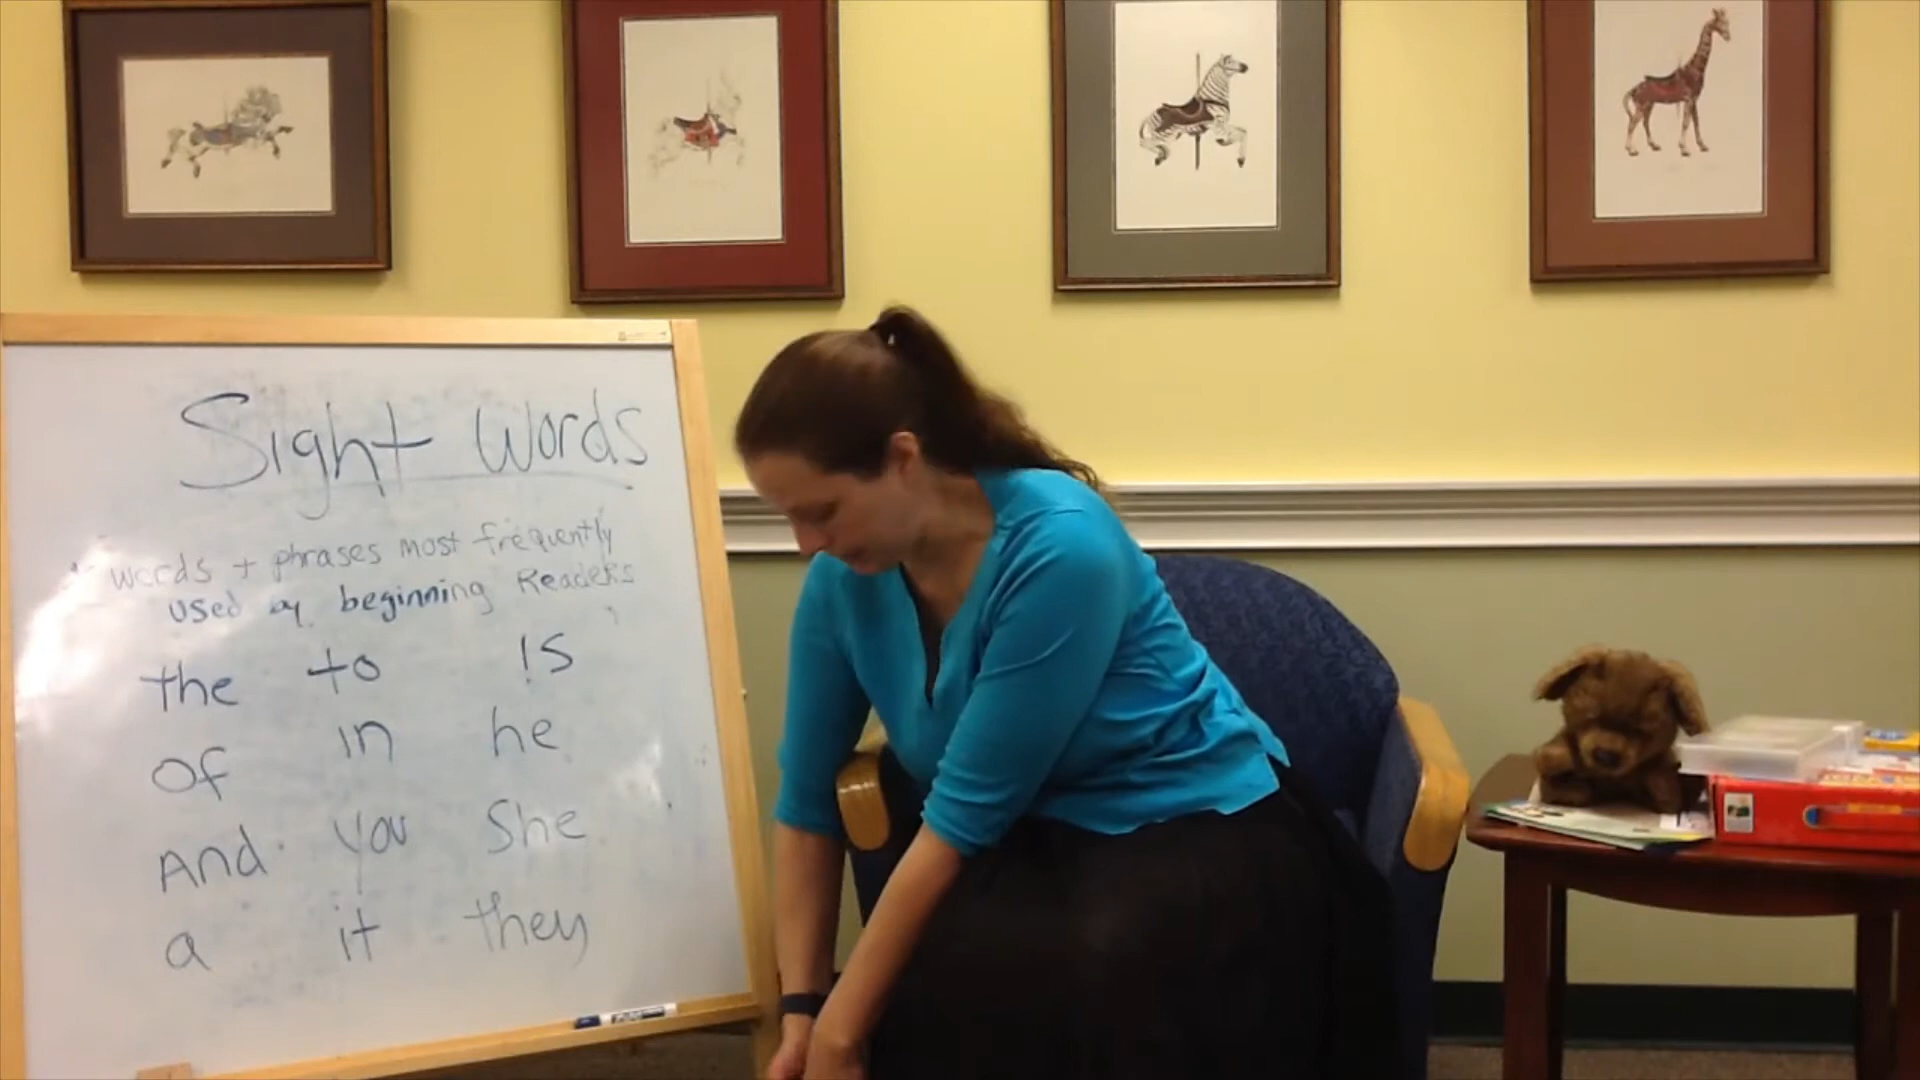 Sight Words
words + phrases most frequently
used by beginning Readers
the to is
of in he
And you She
a it they